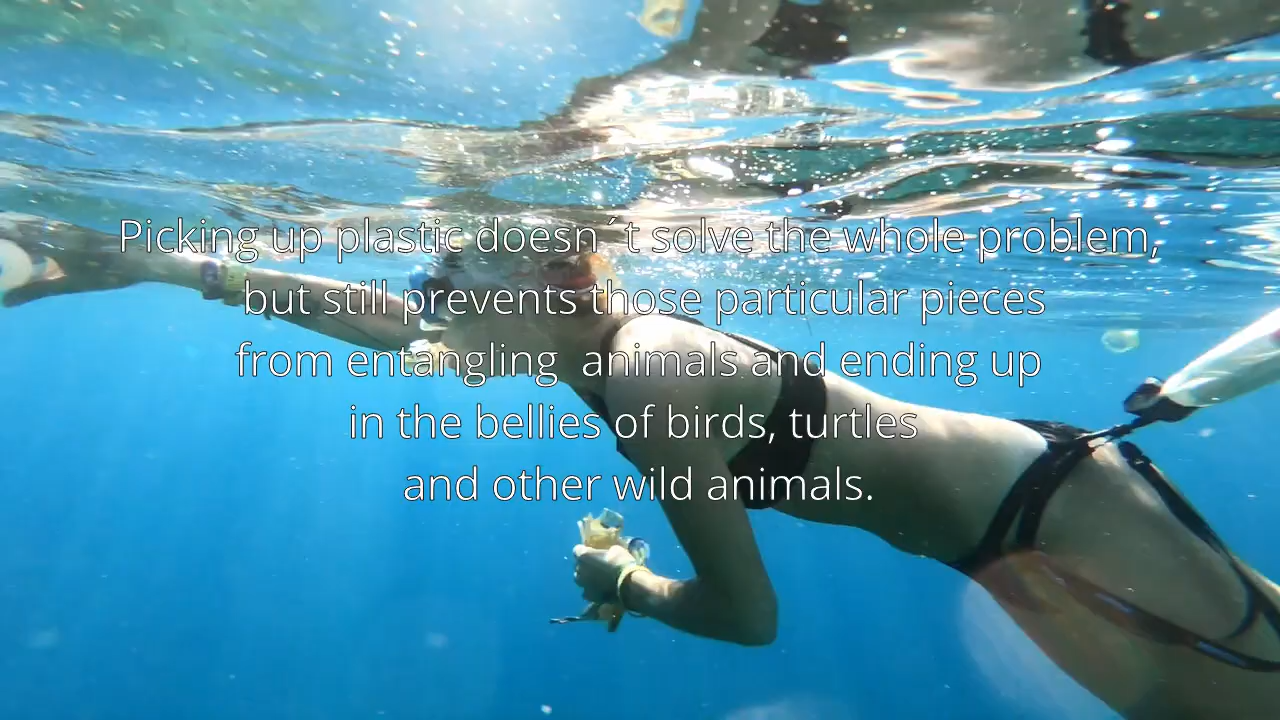 Picking up plastic doesn´t solve the whole problem,
but still prevents those particular pieces
from entangling  animals and ending up
in the bellies of birds, turtles
and other wild animals.